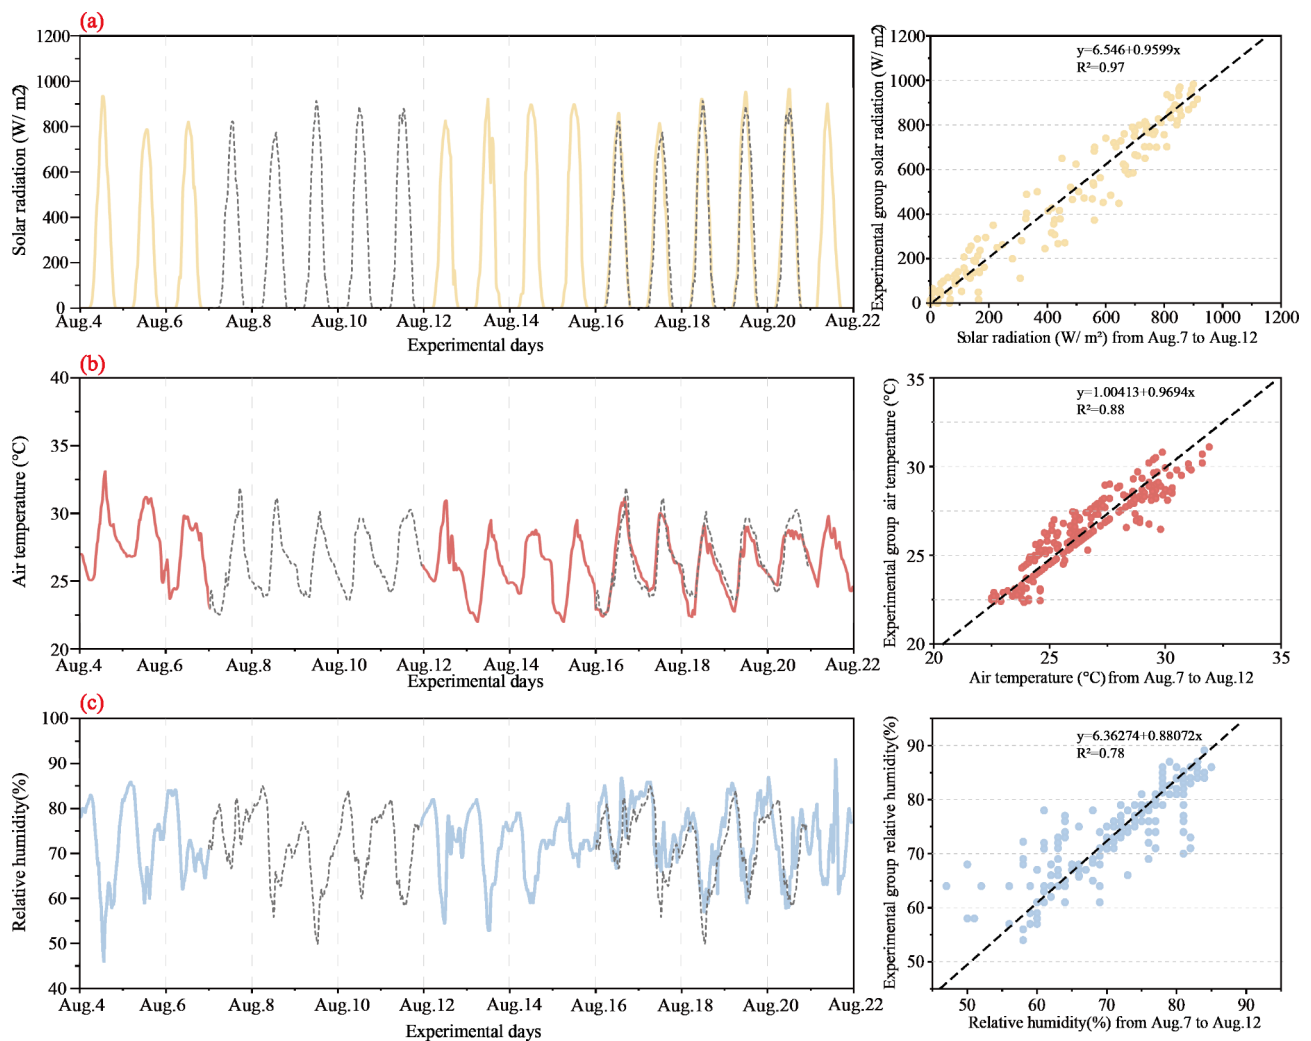 (a)
1200
1000
800
600
400
200
0
Solar radiation (W/ m2)
Aug.4 Aug.6 Aug.8 Aug.10 Aug.12 Aug.14 Aug.16 Aug.18 Aug.20 Aug.22
Experimental days
y=6.546+0.9599x
R²=0.97
1200
1000
800
600
400
200
0
Experimental group solar radiation (W/ m2)
0 200 400 600 800 1000 1200
Solar radiation (W/ m²) from Aug.7 to Aug.12
(b)
40
35
30
25
20
Air temperature (°C)
Aug.4 Aug.6 Aug.8 Aug.10 Aug.12 Aug.14 Aug.16 Aug.18 Aug.20 Aug.22
Experimental days
y=1.00413+0.9694x
R²=0.88
35
30
25
20
Experimental group air temperature (°C)
20 25 30 35
Air temperature (°C) from Aug.7 to Aug.12
(c)
100
90
80
70
60
50
40
Relative humidity(%)
Aug.4 Aug.6 Aug.8 Aug.10 Aug.12 Aug.14 Aug.16 Aug.18 Aug.20 Aug.22
Experimental days
y=6.36274+0.88072x
R²=0.78
90
80
70
60
50
Experimental group relative humidity(%)
50 60 70 80 90
Relative humidity(%) from Aug.7 to Aug.12